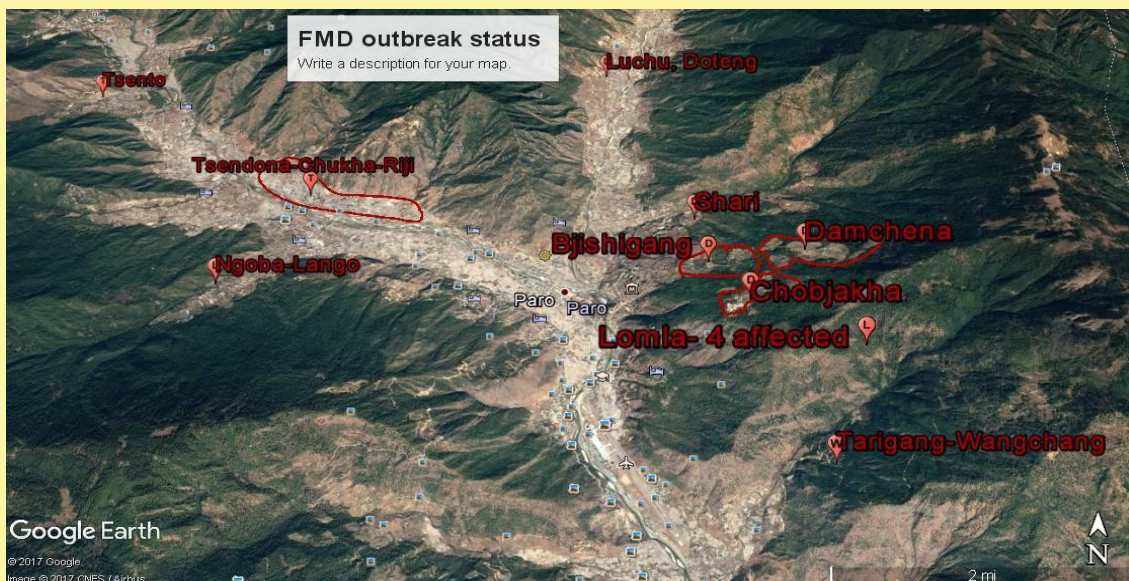 FMD outbreak status
Write a description for your map.
Luchu, Doteng
Tsento
Tsendona-Chukha-Riji
T
Shari
Bjishigang
D
Damchena
Ngoba-Lango
D
Chobjakha
Paro
Paro
Lomla- 4 affected
L
W
Tarigang-Wangchang
Google Earth
N
© 2017 Google
Image © 2017 CNES / Airbus
2 mi